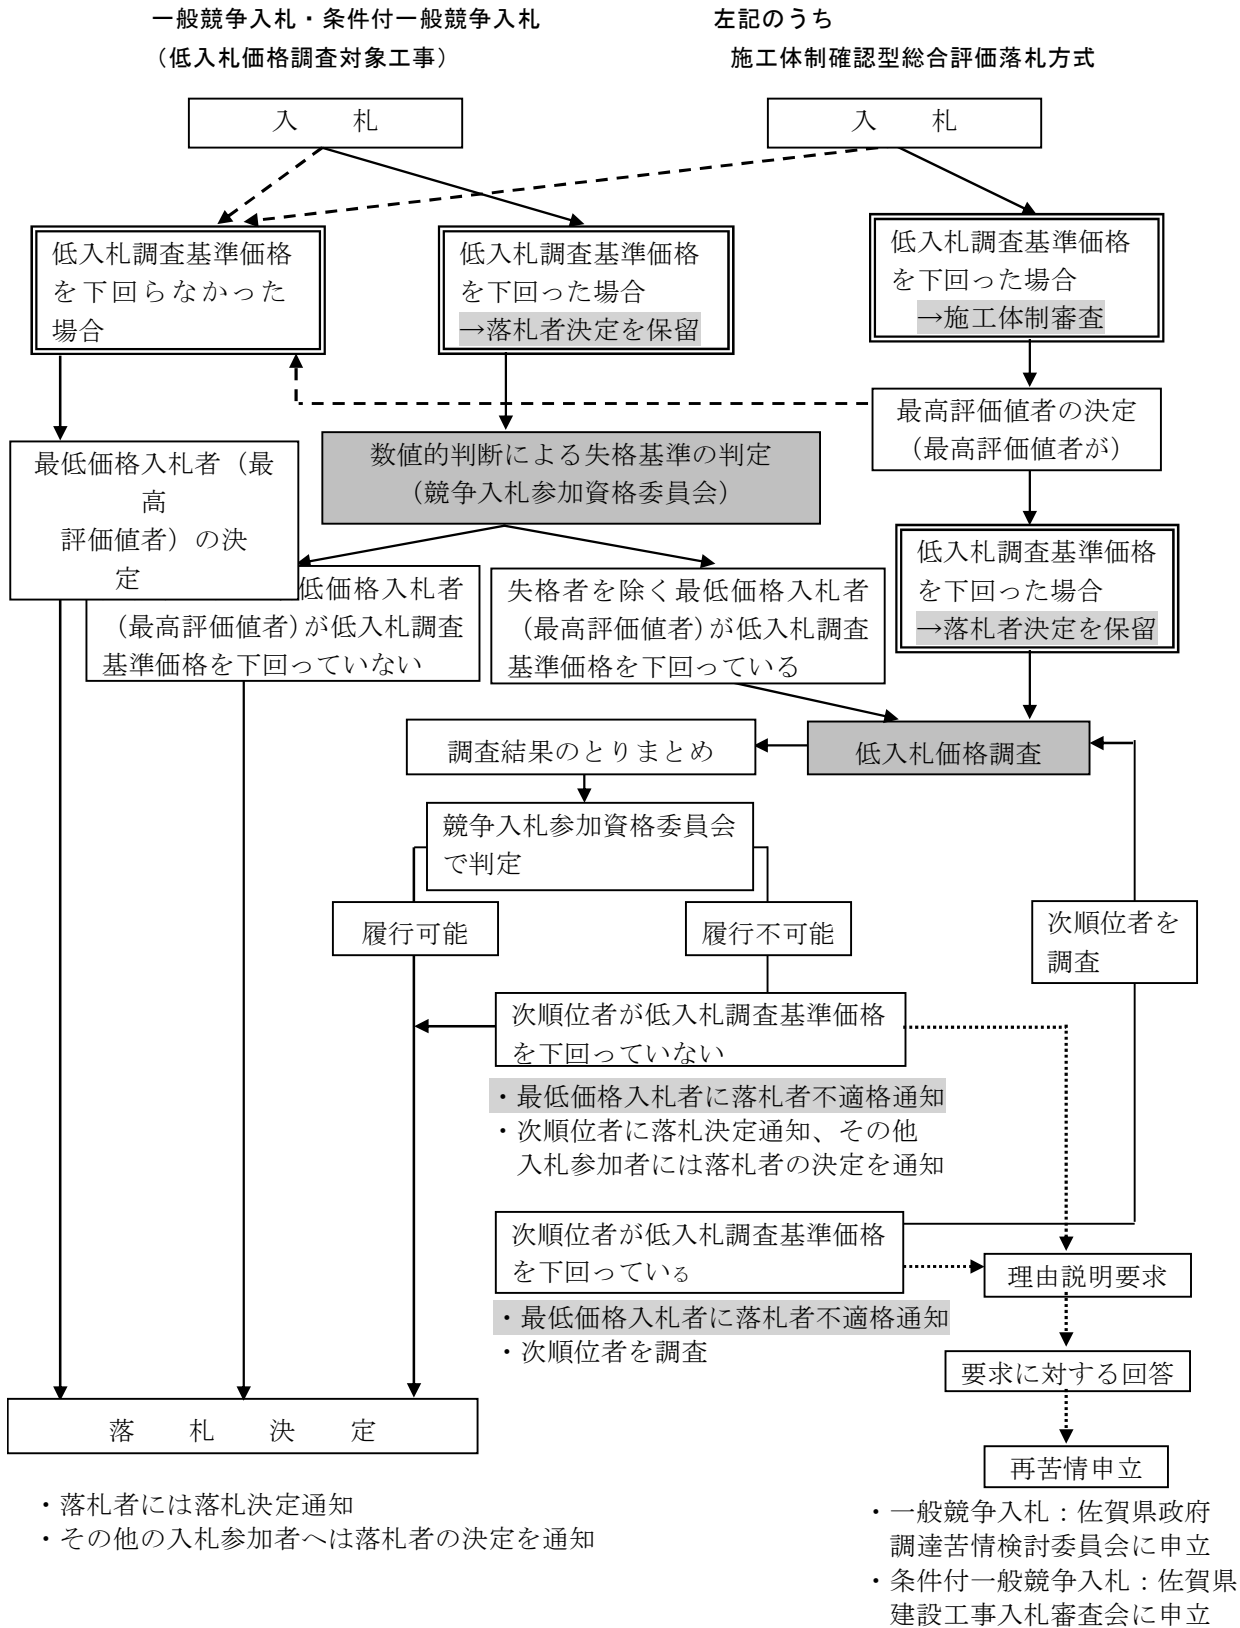 一般競争入札・条件付一般競争入札
（低入札価格調査対象工事）
左記のうち
施工体制確認型総合評価落札方式
入　　札
入　　札
低入札調査基準価格
を下回らなかった
場合
低入札調査基準価格
を下回った場合
→落札者決定を保留
低入札調査基準価格
を下回った場合
→施工体制審査
最高評価値者の決定
（最高評価値者が）
最低価格入札者（最
高
評価値者）の決
定
数値的判断による失格基準の判定
（競争入札参加資格委員会）
低入札調査基準価格
を下回った場合
→落札者決定を保留
低価格入札者
（最高評価値者）が低入札調査
基準価格を下回っていない
失格者を除く最低価格入札者
（最高評価値者）が低入札調査
基準価格を下回っている
調査結果のとりまとめ
低入札価格調査
競争入札参加資格委員会
で判定
履行可能
履行不可能
次順位者を
調査
次順位者が低入札調査基準価格
を下回っていない
・最低価格入札者に落札者不適格通知
・次順位者に落札決定通知、その他
入札参加者には落札者の決定を通知
次順位者が低入札調査基準価格
を下回っている
・最低価格入札者に落札者不適格通知
・次順位者を調査
理由説明要求
要求に対する回答
再苦情申立
落　　札　　決　　定
・落札者には落札決定通知
・その他の入札参加者へは落札者の決定を通知
・一般競争入札：佐賀県政府
調達苦情検討委員会に申立
・条件付一般競争入札：佐賀県
建設工事入札審査会に申立